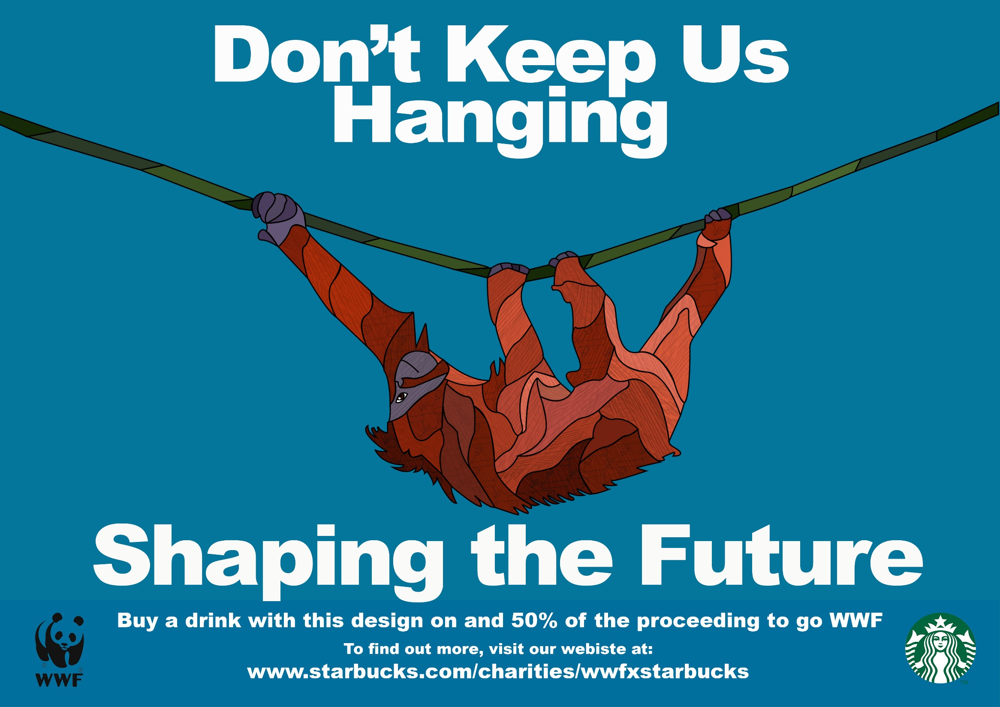 Don't Keep Us
Hanging
Shaping the Future
Buy a drink with this design on and 50% of the proceeding to go WWF
To find out more, visit our webiste at:
www.starbucks.com/charities/wwfxstarbucks
©
®
WWF
TM